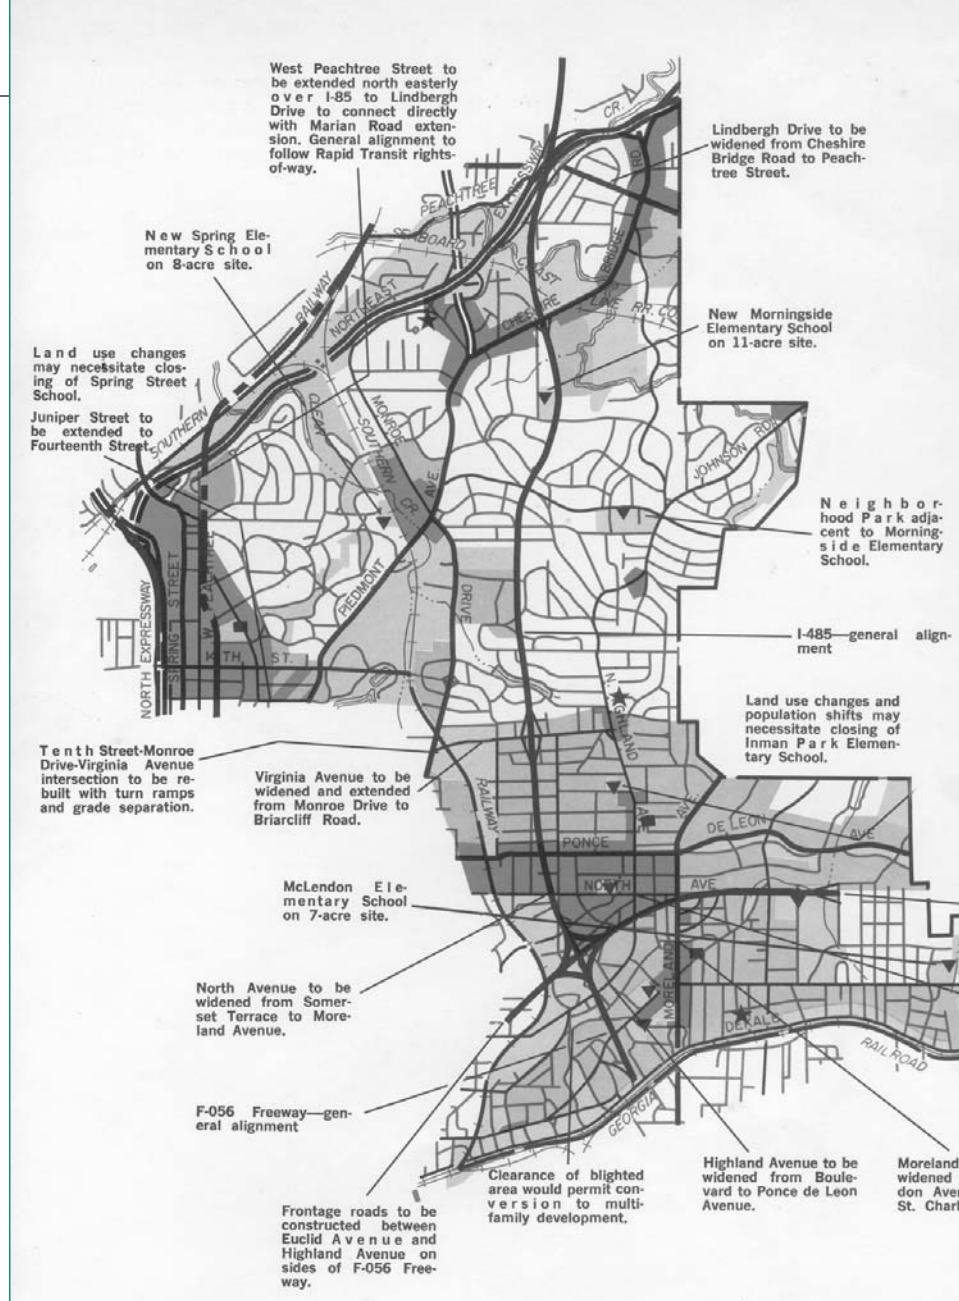 West Peachtree Street to
be extended north easterly
over I-85 to Lindbergh
Drive to connect directly
with Marian Road exten-
sion. General alignment to
follow Rapid Transit rights-
of-way.
CR.
Lindbergh Drive to be
widened from Cheshire
Bridge Road to Peach-
tree Street.
RD
EXPRESSWAY
PEACHTREE
New Spring Ele-
mentary School
on 8-acre site.
SEABOARD
COAST
LINE RR. CO.
BRIDGE
CHESHIRE
RAILWAY
NORTHEAST
New Morningside
Elementary School
on 11-acre site.
Land use changes
may necessitate clos-
ing of Spring Street
School.
Juniper Street to
be extended to
Fourteenth Street.
SOUTHERN
CLEAR
MONROE
SOUTHERN
CR.
AVE.
JOHNSON RD.
Neighbor-
hood Park adja-
cent to Morning-
side Elementary
School.
PIEDMONT
DRIVE
NORTH EXPRESSWAY
SPRING STREET
W. PEACHTREE
14TH. ST.
I-485—general align-
ment
N. HIGHLAND
AVE.
Land use changes and
population shifts may
necessitate closing of
Inman Park Elemen-
tary School.
Tenth Street-Monroe
Drive-Virginia Avenue
intersection to be re-
built with turn ramps
and grade separation.
Virginia Avenue to be
widened and extended
from Monroe Drive to
Briarcliff Road.
RAILWAY
AVE.
PONCE
DE LEON
AVE
NORTH
AVE
McLendon Ele-
mentary School
on 7-acre site.
MORELAND
North Avenue to be
widened from Somer-
set Terrace to More-
land Avenue.
DEKALB
RAILROAD
GEORGIA
F-056 Freeway—gen-
eral alignment
Clearance of blighted
area would permit con-
version to multi-
family development.
Highland Avenue to be
widened from Boule-
vard to Ponce de Leon
Avenue.
Moreland
widened
don Aven
St. Charl
Frontage roads to be
constructed between
Euclid Avenue and
Highland Avenue on
sides of F-056 Free-
way.